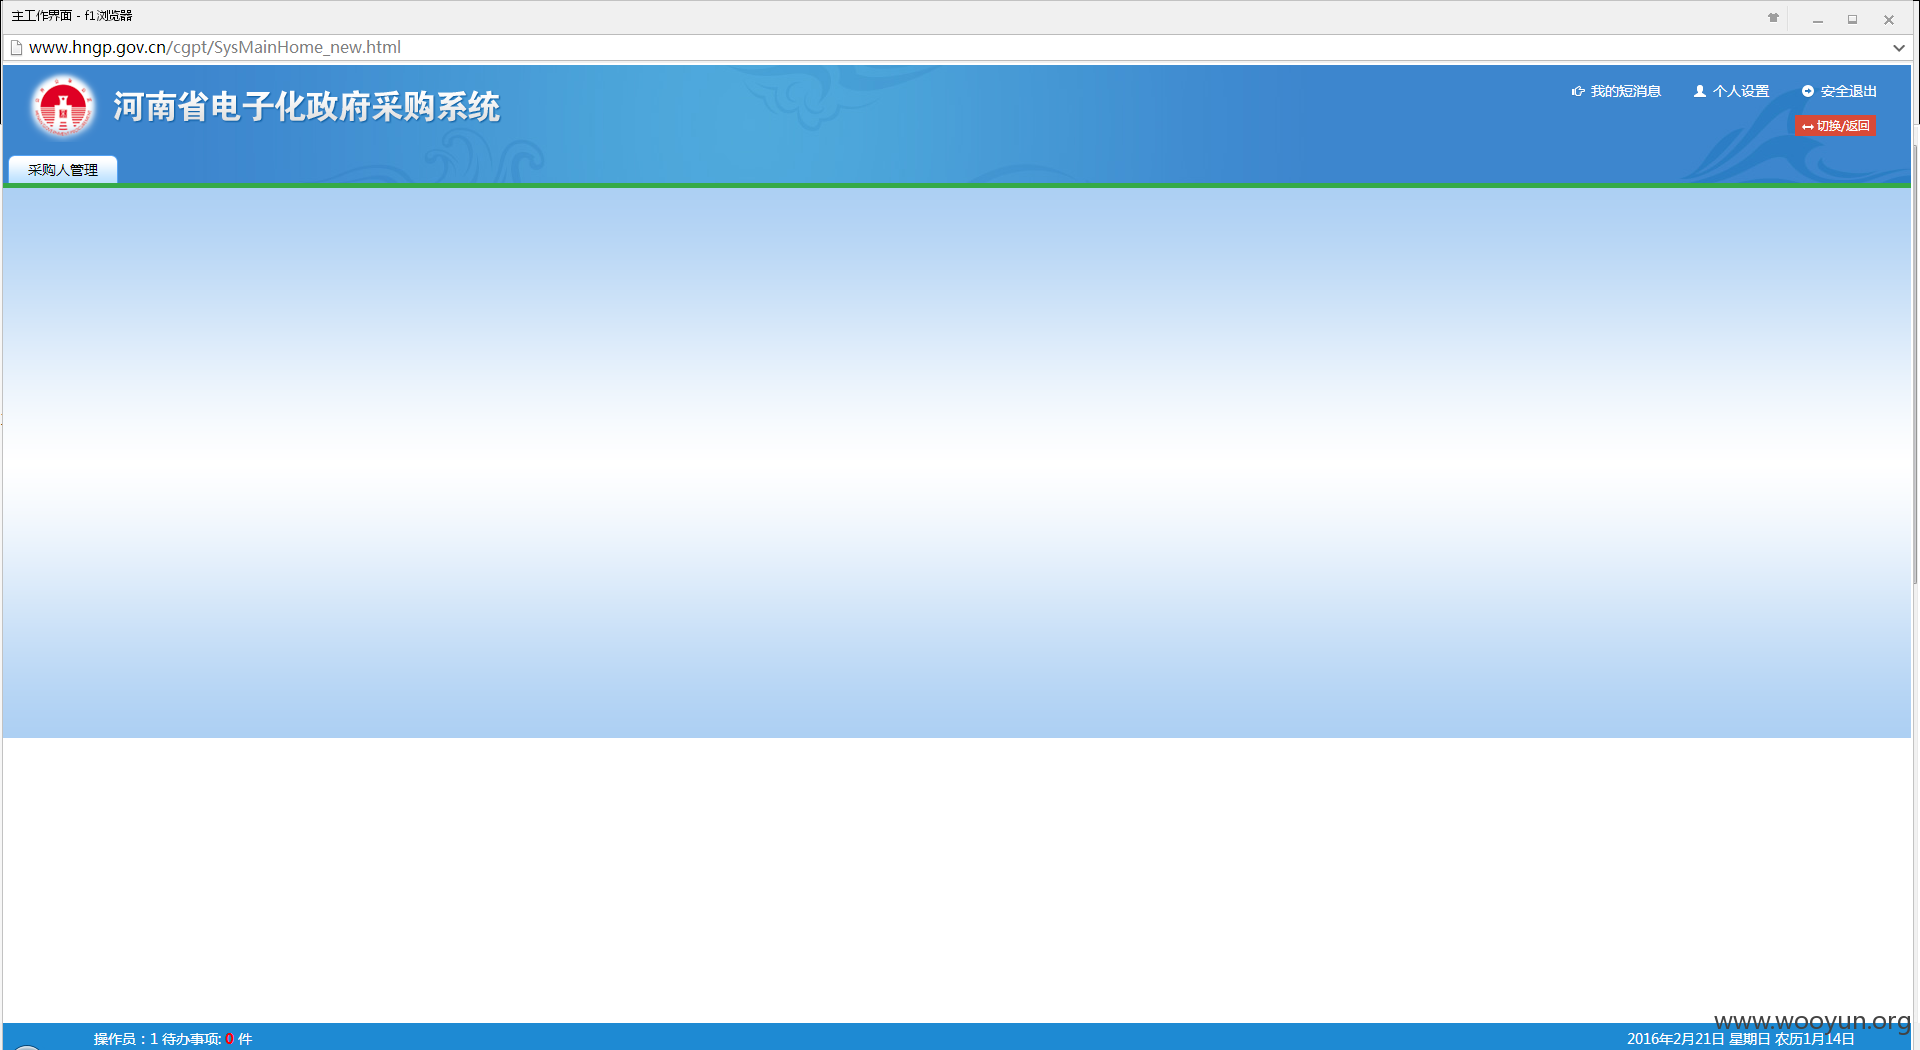 主工作界面 - f1浏览器
www.hngp.gov.cn/cgpt/SysMainHome_new.html
河南省电子化政府采购系统
我的短消息 个人设置 安全退出
切换/返回
采购人管理
www.wooyun.org
操作员：1 待办事项: 0 件 2016年2月21日 星期日 农历1月14日